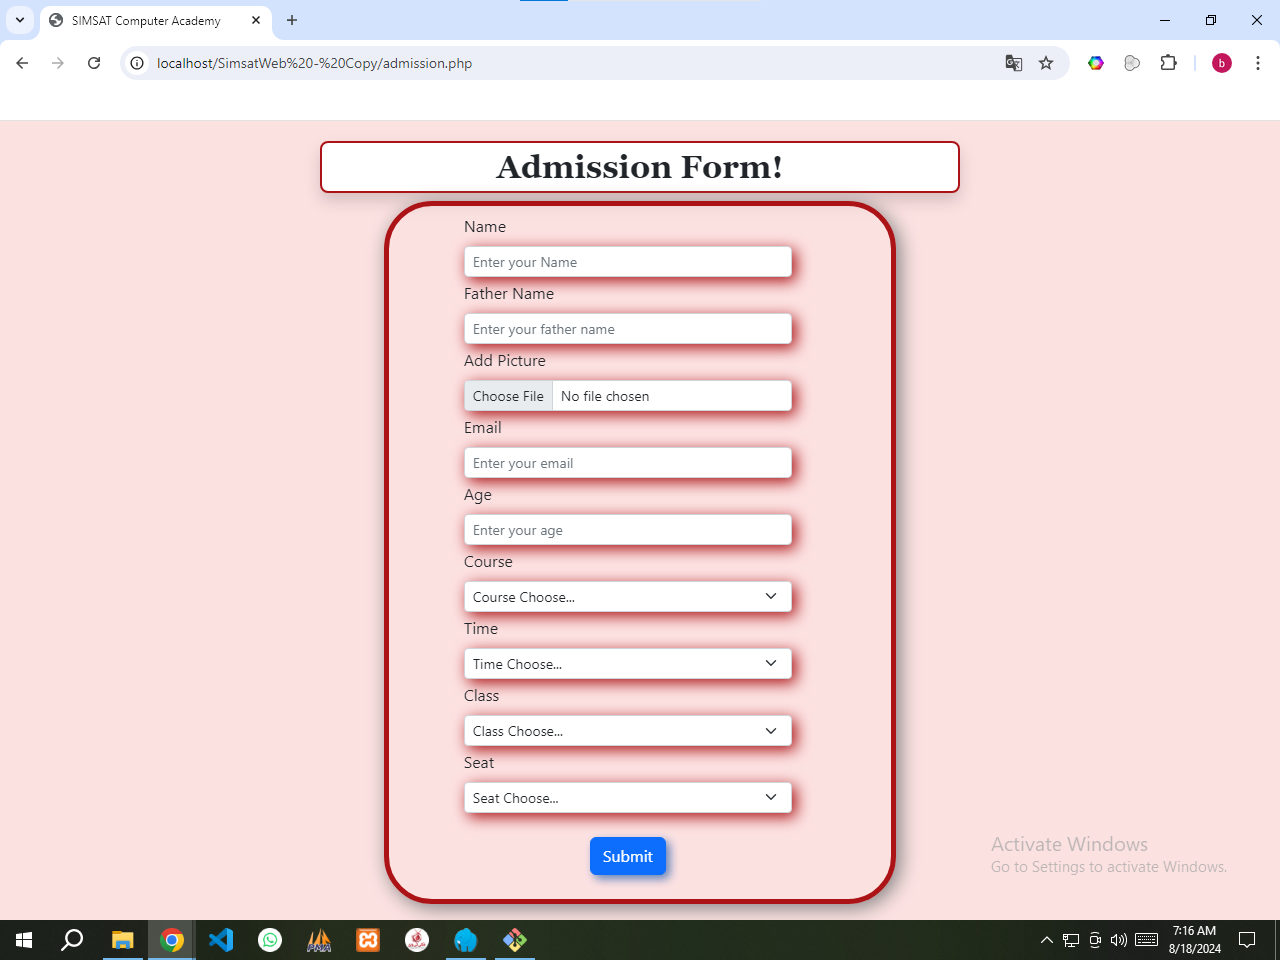 SIMSAT Computer Academy
localhost/SimsatWeb%20-%20Copy/admission.php
b
Admission Form!
Name
Enter your Name
Father Name
Enter your father name
Add Picture
Choose File No file chosen
Email
Enter your email
Age
Enter your age
Course
Course Choose...
Time
Time Choose...
Class
Class Choose...
Seat
Seat Choose...
Submit
Activate Windows
Go to Settings to activate Windows.
PMA
7:16 AM
8/18/2024